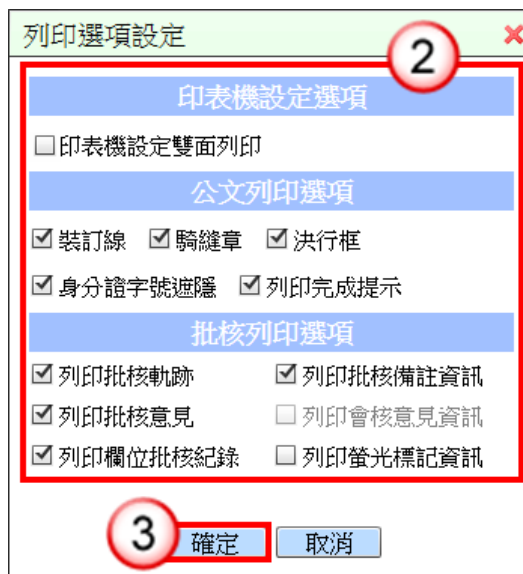 列印選項設定
2
印表機設定選項
印表機設定雙面列印
公文列印選項
裝訂線 騎縫章 決行框
身分證字號遮隱 列印完成提示
批核列印選項
列印批核軌跡 列印批核備註資訊
列印批核意見 列印會核意見資訊
列印欄位批核紀錄 列印螢光標記資訊
3 確定 取消